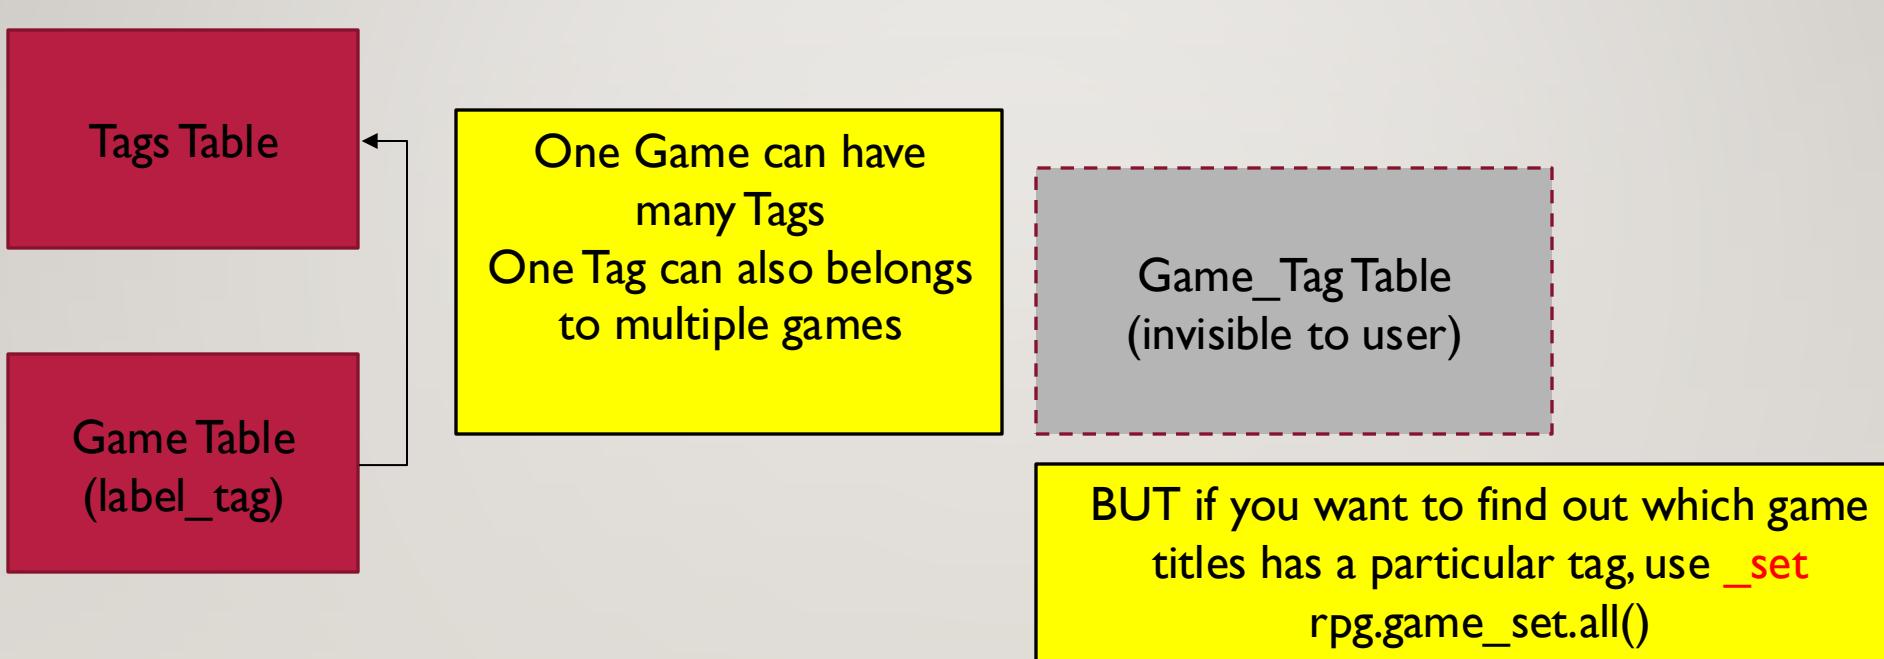 Tags Table
Game Table
(label_tag)
One Game can have
many Tags
One Tag can also belongs
to multiple games
Game_Tag Table
(invisible to user)
BUT if you want to find out which game
titles has a particular tag, use _set
rpg.game_set.all()